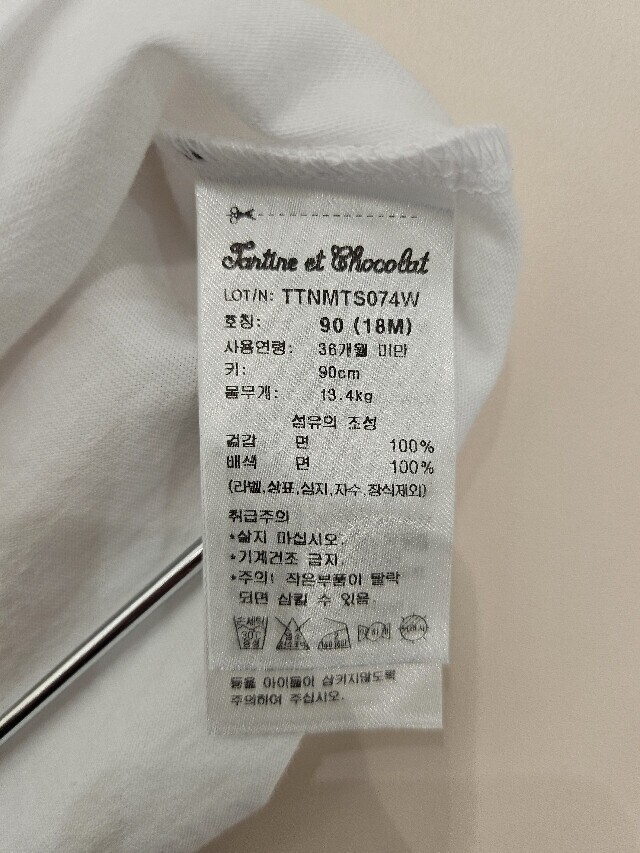 Tartine et Chocolat
LOT/N: TTNMTS074W
호칭: 90 (18M)
사용연령: 36개월 미만
키: 90cm
몸무게: 13.4kg
섬유의 조성
겉감 면 100%
배색 면 100%
(라벨,상표,심지,자수,장식제외)
취급주의
*삶지 마십시오.
*기계건조 금지.
*주의! 작은부품이 탈락
되면 삼킬 수 있음.
30℃
등을 아이들이 삼키지않도록
주의하여 주십시오.